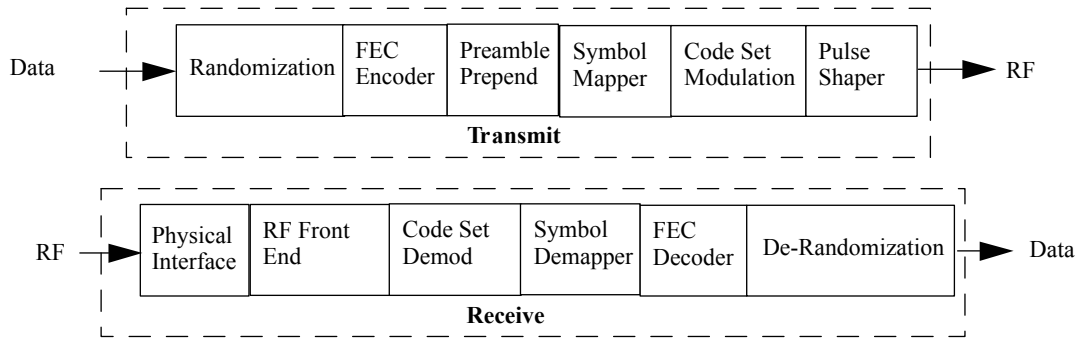 Data
Randomization
FEC
Encoder
Preamble
Prepend
Symbol
Mapper
Code Set
Modulation
Pulse
Shaper
RF
Transmit
RF
Physical
Interface
RF Front
End
Code Set
Demod
Symbol
Demapper
FEC
Decoder
De-Randomization
Data
Receive